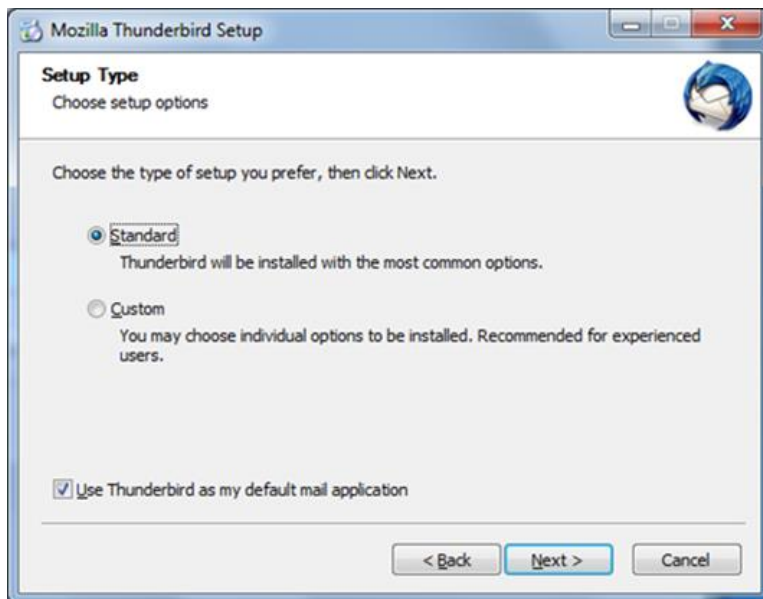 Mozilla Thunderbird Setup
Setup Type
Choose setup options
Choose the type of setup you prefer, then click Next.
Standard
Thunderbird will be installed with the most common options.
Custom
You may choose individual options to be installed. Recommended for experienced
users.
Use Thunderbird as my default mail application
< Back Next > Cancel